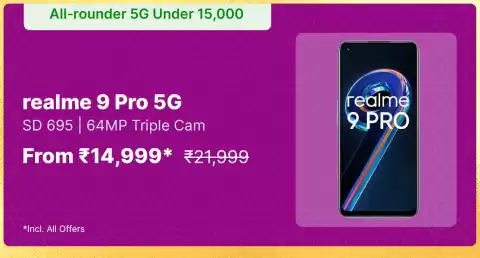 All-rounder 5G Under 15,000
realme 9 Pro 5G
SD 695 | 64MP Triple Cam
From ₹14,999* ₹21,999
*Incl. All Offers
realme
9 PRO